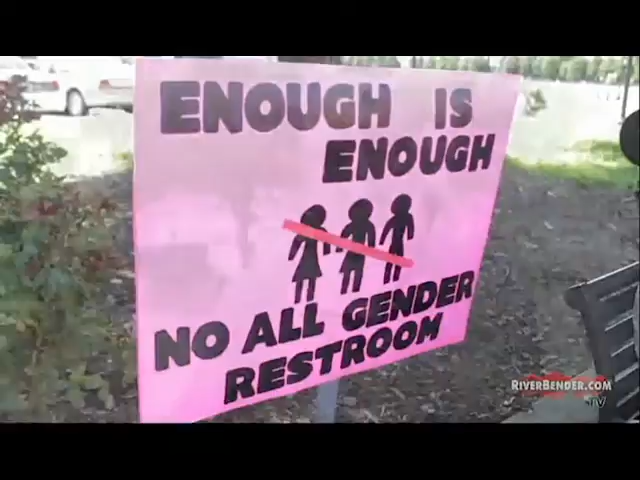 ENOUGH IS
ENOUGH
NO ALL GENDER
RESTROOM
RIVERBENDER.COM
TV